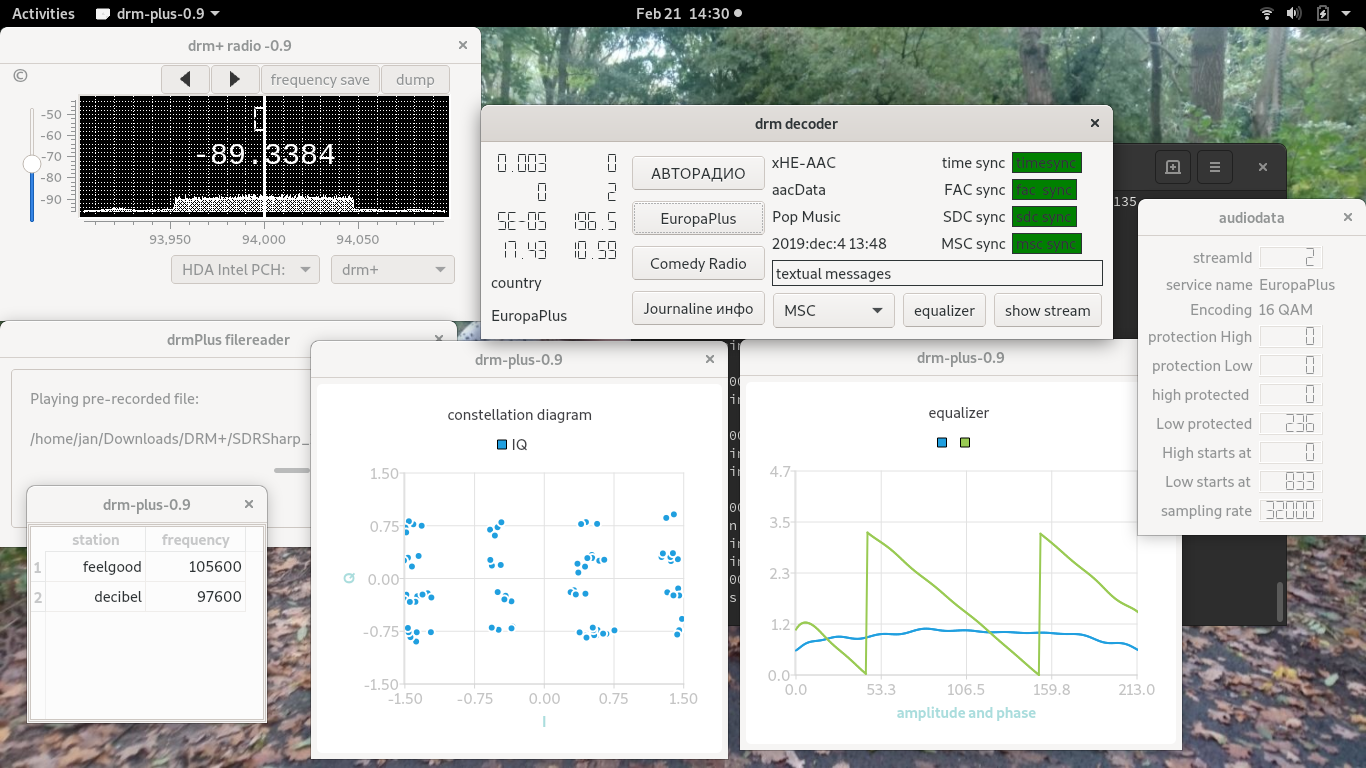 Activities
drm-plus-0.9
Feb 21 14:30
drm+ radio -0.9
©
frequency save
dump
-50
-60
-70
-80
-90
-89.3384
93,950
94,000
94,050
HDA Intel PCH:
drm+
drm decoder
0.003
0
0
2
5E-05
196.5
17.43
10.59
country
EuropaPlus
АВТОРАДИО
EuropaPlus
Comedy Radio
Journaline инфо
xHE-AAC
time sync
timesync
aacData
FAC sync
fac sync
Pop Music
SDC sync
sdc sync
2019:dec:4 13:48
MSC sync
msc sync
textual messages
MSC
equalizer
show stream
135
audiodata
streamId
2
service name
EuropaPlus
Encoding
16 QAM
protection High
0
protection Low
0
high protected
0
Low protected
236
High starts at
0
Low starts at
833
sampling rate
32000
drmPlus filereader
Playing pre-recorded file:
/home/jan/Downloads/DRM+/SDRSharp_
drm-plus-0.9
station
frequency
1
feelgood
105600
2
decibel
97600
drm-plus-0.9
constellation diagram
IQ
1.50
0.75
0.00
-0.75
-1.50
Q
-1.50
-0.75
0.00
0.75
1.50
I
drm-plus-0.9
equalizer
4.7
3.5
2.3
1.2
0.0
0.0
53.3
106.5
159.8
213.0
amplitude and phase